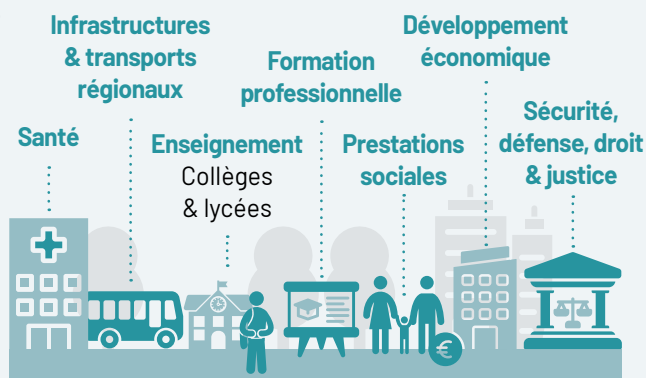 Infrastructures
& transports
régionaux
Formation
professionnelle
Développement
économique
Santé
Enseignement
Collèges
& lycées
Prestations
sociales
Sécurité,
défense, droit
& justice
€